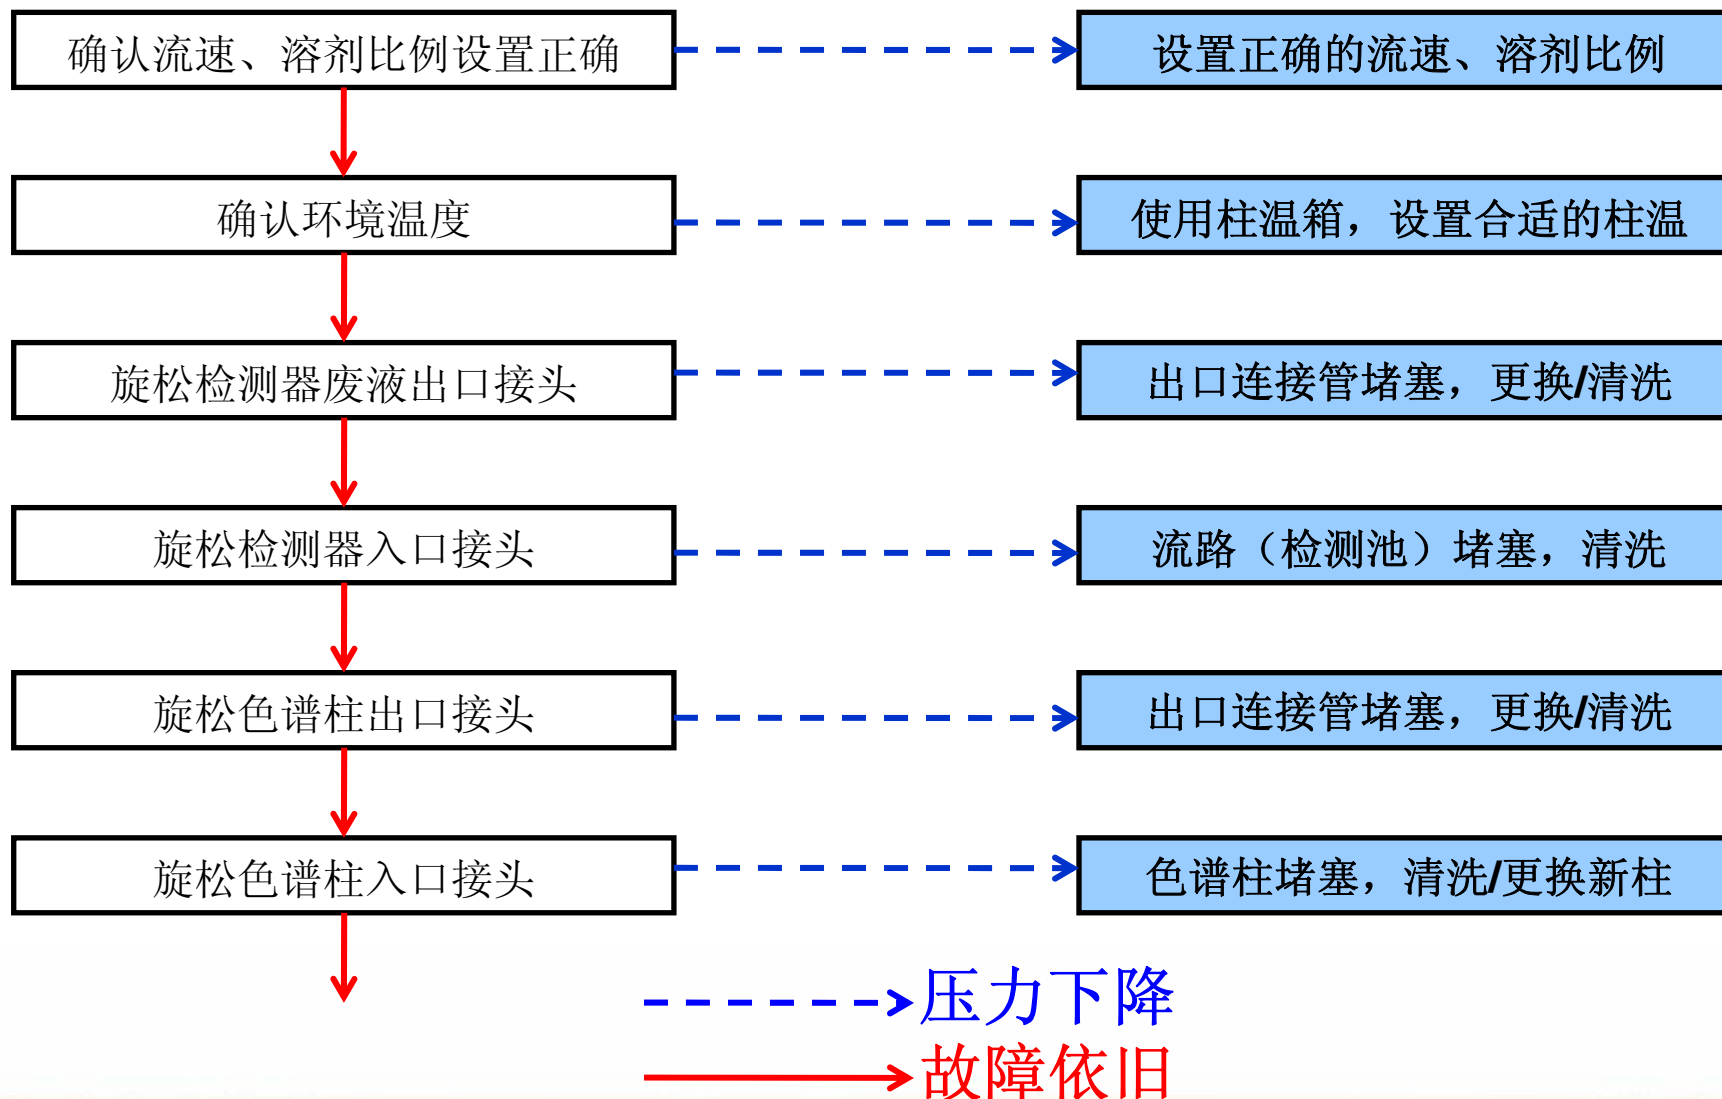 确认流速、溶剂比例设置正确
设置正确的流速、溶剂比例
确认环境温度
使用柱温箱，设置合适的柱温
旋松检测器废液出口接头
出口连接管堵塞，更换/清洗
旋松检测器入口接头
流路（检测池）堵塞，清洗
旋松色谱柱出口接头
出口连接管堵塞，更换/清洗
旋松色谱柱入口接头
色谱柱堵塞，清洗/更换新柱
压力下降
故障依旧